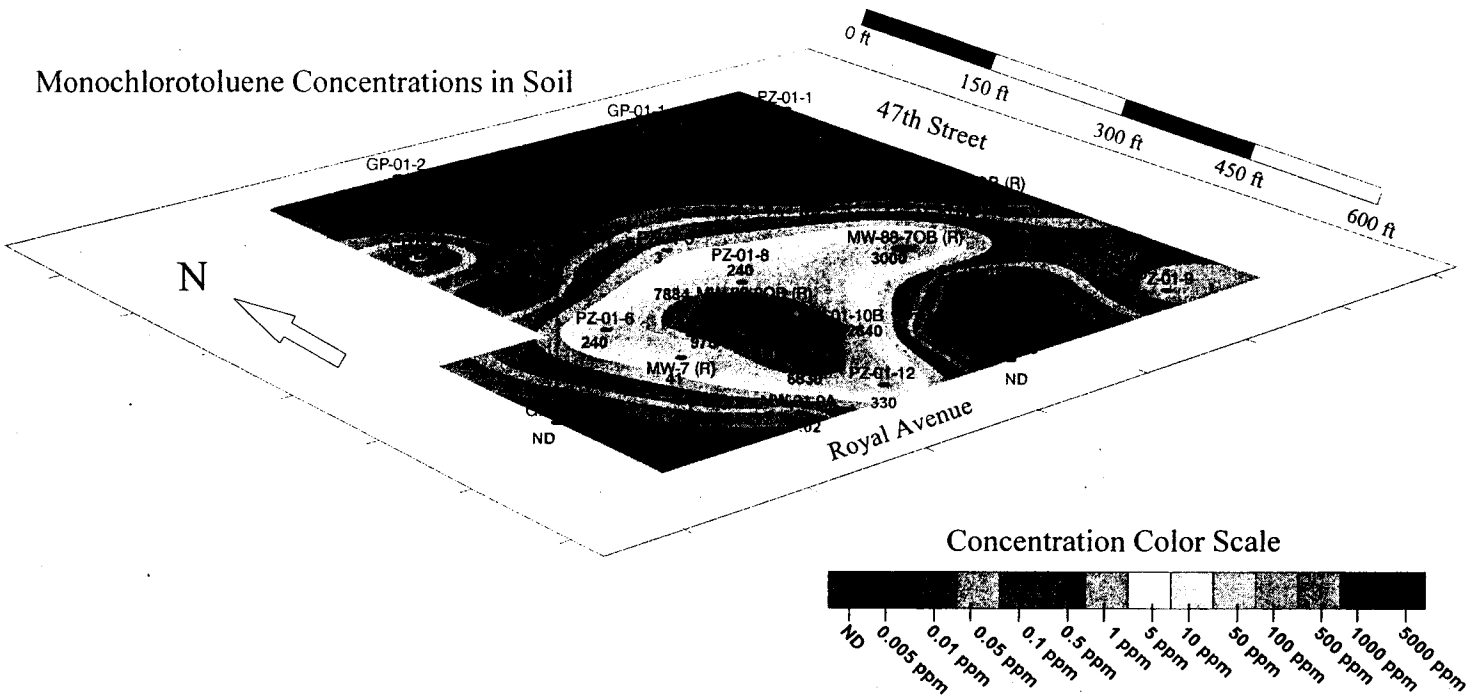 Monochlorotoluene Concentrations in Soil
0 ft
150 ft
300 ft
450 ft
600 ft
47th Street
PZ-01-1
GP-01-1
GP-01-2
(R)
MW-88-7OB (R)
3000
PZ-01-8
240
3
7884
(R)
PZ-01-6
240
MW-7 (R)
41
PZ-01-12
330
ND
ND
Royal Avenue
N
Concentration Color Scale
ND
0.005 ppm
0.01 ppm
0.05 ppm
0.1 ppm
0.5 ppm
1 ppm
5 ppm
10 ppm
50 ppm
100 ppm
500 ppm
1000 ppm
5000 ppm